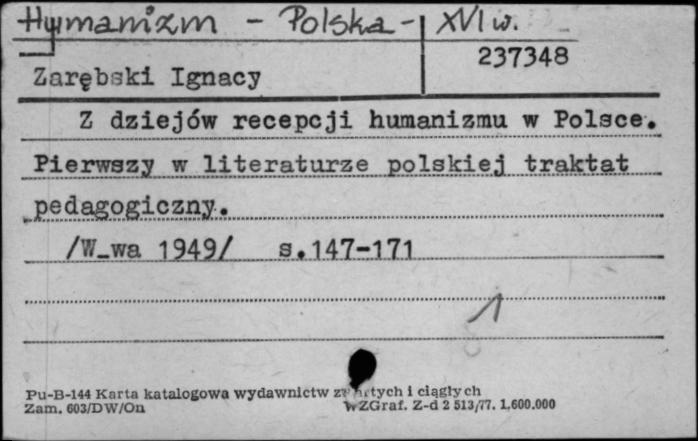 Humanizm - Polska - XVI w.
237348
Zarębski Ignacy
Z dziejów recepcji humanizmu w Polsce.
Pierwszy w literaturze polskiej traktat
pedagogiczny.
/W_wa 1949/ s.147-171
1
Pu-B-144 Karta katalogowa wydawnictw zwartych i ciągłych
Zam. 603/DW/On WZGraf. Z-d 2 513/77. 1,600.000